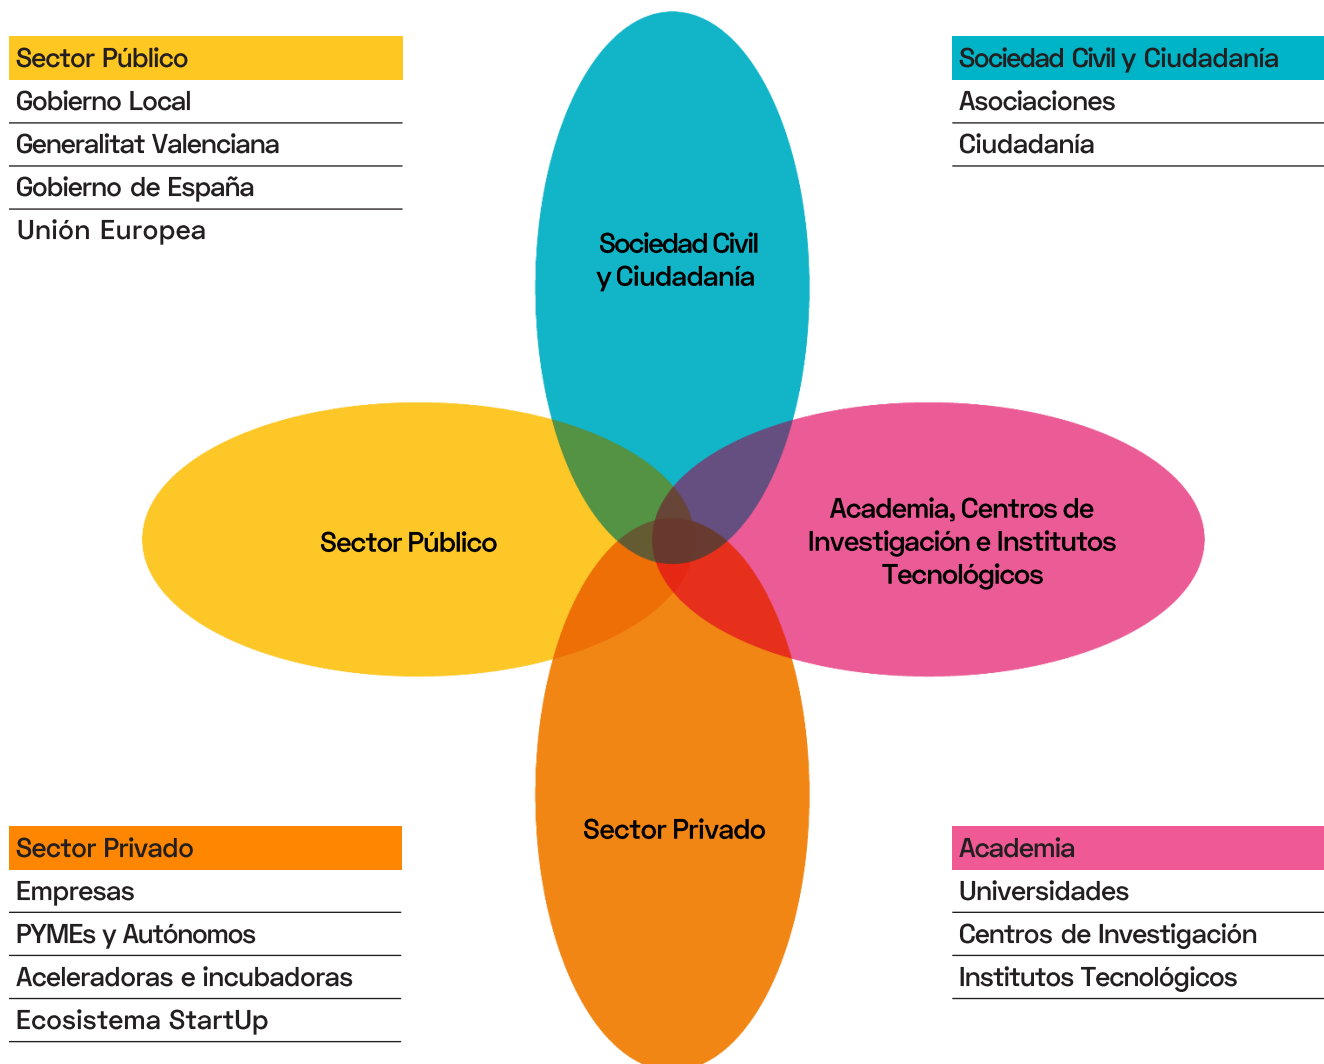 Sector Público
Gobierno Local
Generalitat Valenciana
Gobierno de España
Unión Europea
Sociedad Civil y Ciudadanía
Asociaciones
Ciudadanía
Sociedad Civil
y Ciudadanía
Sector Público
Academia, Centros de
Investigación e Institutos
Tecnológicos
Sector Privado
Sector Privado
Empresas
PYMEs y Autónomos
Aceleradoras e incubadoras
Ecosistema StartUp
Academia
Universidades
Centros de Investigación
Institutos Tecnológicos